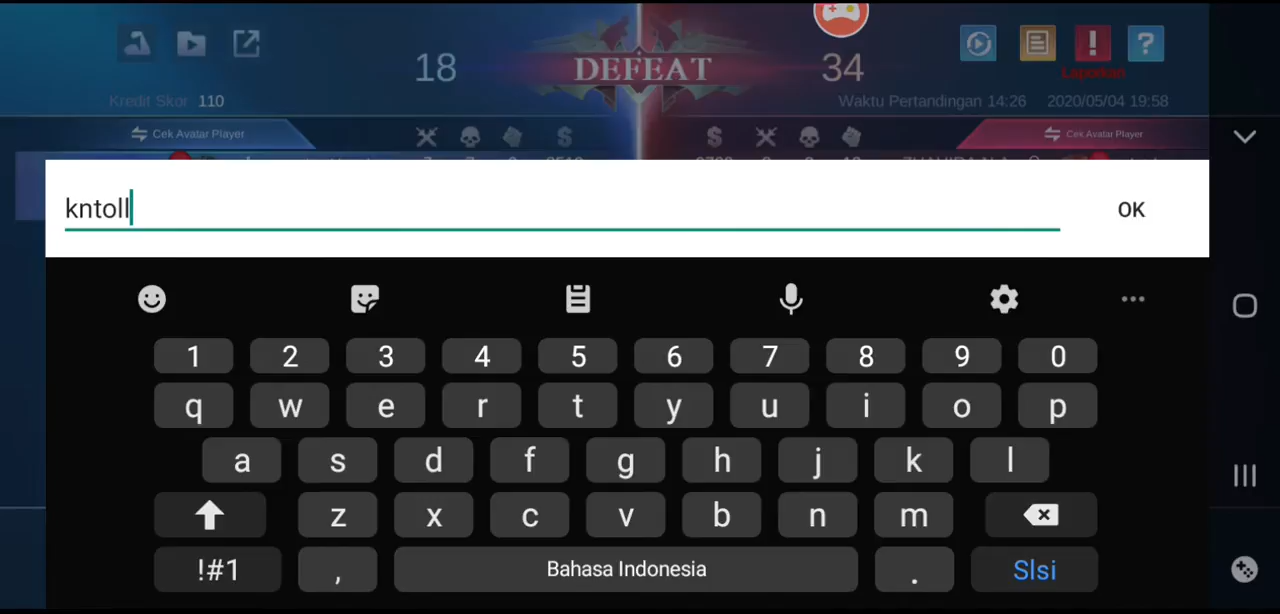 18 DEFEAT 34
Laporkan
Kredit Skor 110 Waktu Pertandingan 14:26 2020/05/04 19:58
Cek Avatar Player Cek Avatar Player
kntoll OK
1 2 3 4 5 6 7 8 9 0
q w e r t y u i o p
a s d f g h j k l
z x c v b n m
!#1 , Bahasa Indonesia . Slsi